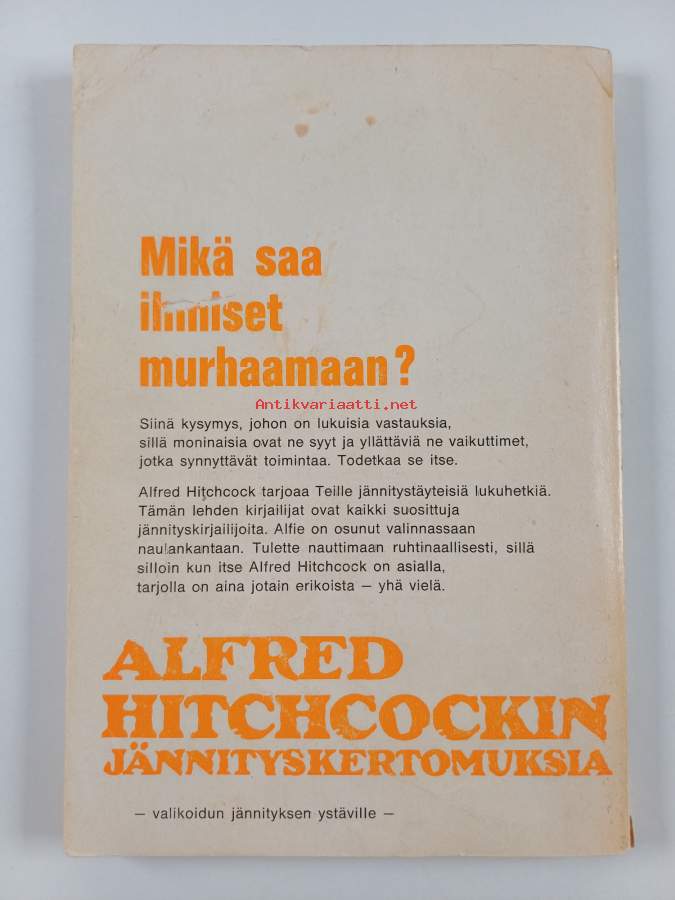 Mikä saa
ihmiset
murhaamaan?
Antikvariaatti.net
Siinä kysymys, johon on lukuisia vastauksia,
sillä moninaisia ovat ne syyt ja yllättäviä ne vaikuttimet,
jotka synnyttävät toimintaa. Todetkaa se itse.
Alfred Hitchcock tarjoaa Teille jännitystäyteisiä lukuhetkiä.
Tämän lehden kirjailijat ovat kaikki suosittuja
jännityskirjailijoita. Alfie on osunut valinnassaan
naulankantaan. Tulette nauttimaan ruhtinaallisesti, sillä
silloin kun itse Alfred Hitchcock on asialla,
tarjolla on aina jotain erikoista — yhä vielä.
ALFRED
HITCHCOCKIN
JÄNNITYSKERTOMUKSIA
— valikoidun jännityksen ystäville —